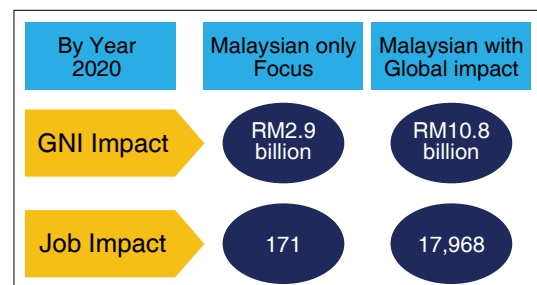 By Year
2020
Malaysian only
Focus
Malaysian with
Global impact
GNI Impact
RM2.9
billion
RM10.8
billion
Job Impact
171
17,968